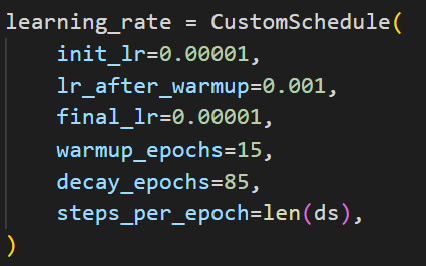 learning_rate = CustomSchedule(
    init_lr=0.00001,
    lr_after_warmup=0.001,
    final_lr=0.00001,
    warmup_epochs=15,
    decay_epochs=85,
    steps_per_epoch=len(ds),
)